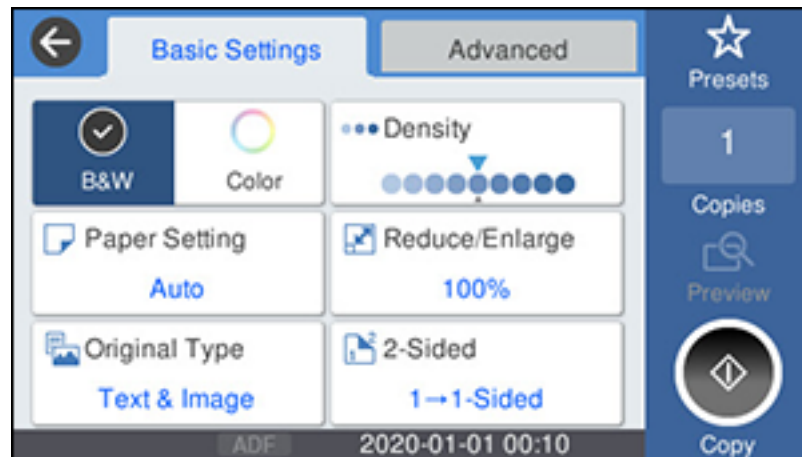 Basic Settings
Advanced
Presets
B&W
Color
Density
1
Copies
Paper Setting
Auto
Reduce/Enlarge
100%
Preview
Original Type
Text & Image
2-Sided
1→1-Sided
ADF
2020-01-01 00:10
Copy